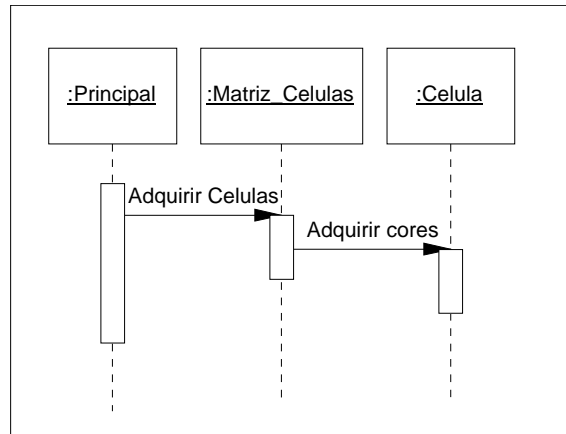 :Principal
:Matriz_Celulas
:Celula
Adquirir Celulas
Adquirir cores